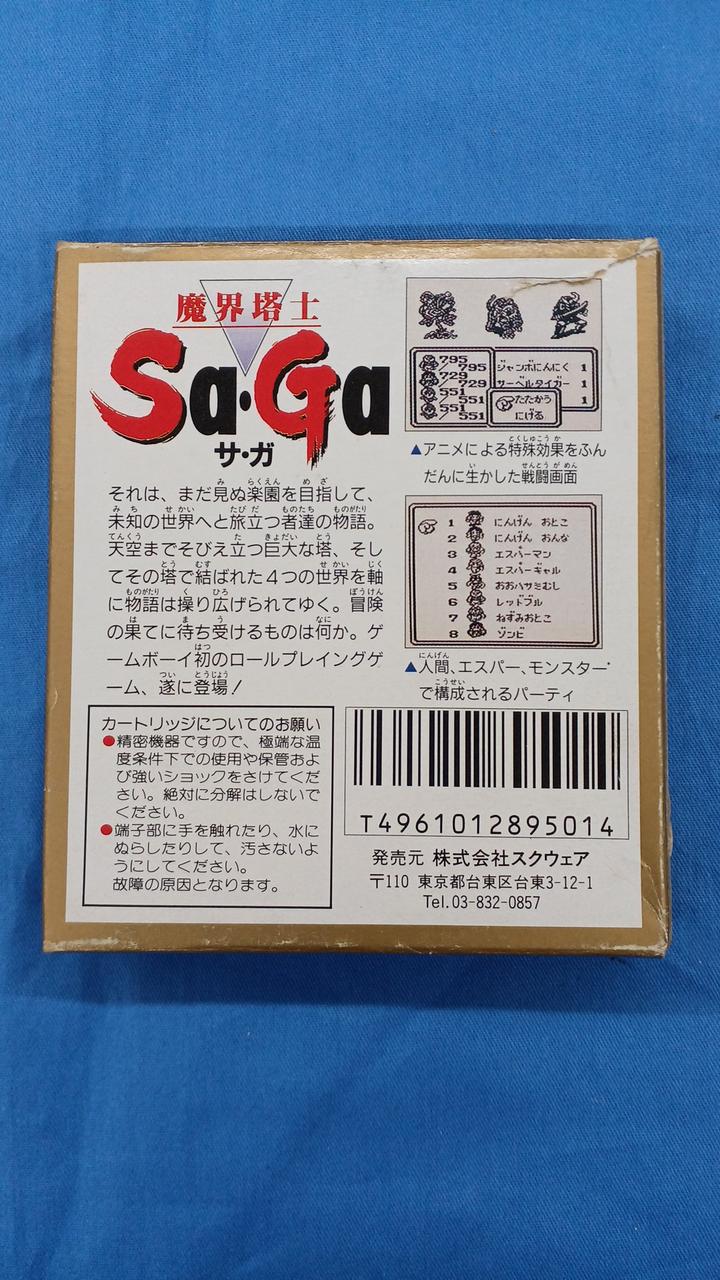 魔界塔士
Sa・Ga
サ・ガ
それは、まだ見ぬ楽園を目指して、
未知の世界へと旅立つ者達の物語。
天空までそびえ立つ巨大な塔、そし
てその塔で結ばれた4つの世界を軸
に物語は操り広げられてゆく。冒険
の果てに待ち受けるものは何か。ゲ
ームボーイ初のロールプレイングゲ
ーム、遂に登場!
795
/795
729
/729
551
/551
551
/551
ジャンボにんにく 1
サーベルタイガー 1
1
たたかう
にげる
▲アニメによる特殊効果をふん
だんに生かした戦闘画面
1 にんげん おとこ
2 にんげん おんな
3 エスパーマン
4 エスパーギャル
5 おおハサミむし
6 レッドブル
7 ねずみおとこ
8 ゾンビ
▲人間、エスパー、モンスター
で構成されるパーティ
カートリッジについてのお願い
●精密機器ですので、極端な温
度条件下での使用や保管およ
び強いショックをさけてくだ
さい。絶対に分解はしないで
ください。
●端子部に手を触れたり、水に
ぬらしたりして、汚さないよ
うにしてください。
故障の原因となります。
T4961012895014
発売元 株式会社スクウェア
〒110 東京都台東区台東3-12-1
Tel.03-832-0857